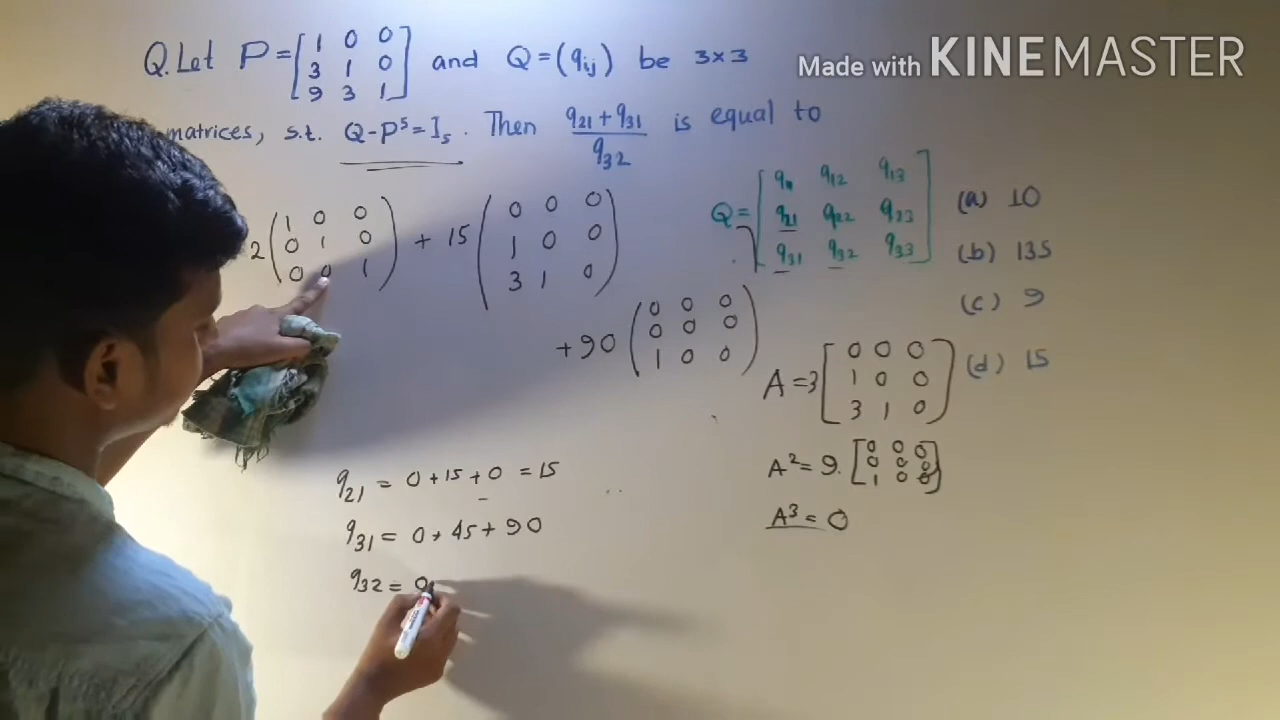 Made with KINEMASTER
Q. Let P = [1 0 0; 3 1 0; 9 3 1] and Q = (qij) be 3×3
matrices, s.t. Q - P⁵ = I₅. Then (q21 + q31)/q32 is equal to
2(1 0 0; 0 1 0; 0 0 1) + 15(0 0 0; 1 0 0; 3 1 0)
+90(0 0 0; 0 0 0; 1 0 0)
Q = [q11 q12 q13; q21 q22 q23; q31 q32 q33]
(a) 10
(b) 135
(c) 9
(d) 15
A = 3[0 0 0; 1 0 0; 3 1 0]
A² = 9. [0 0 0; 0 0 0; 1 0 0]
A³ = 0
q21 = 0 + 15 + 0 = 15
q31 = 0 + 45 + 90
q32 = 0